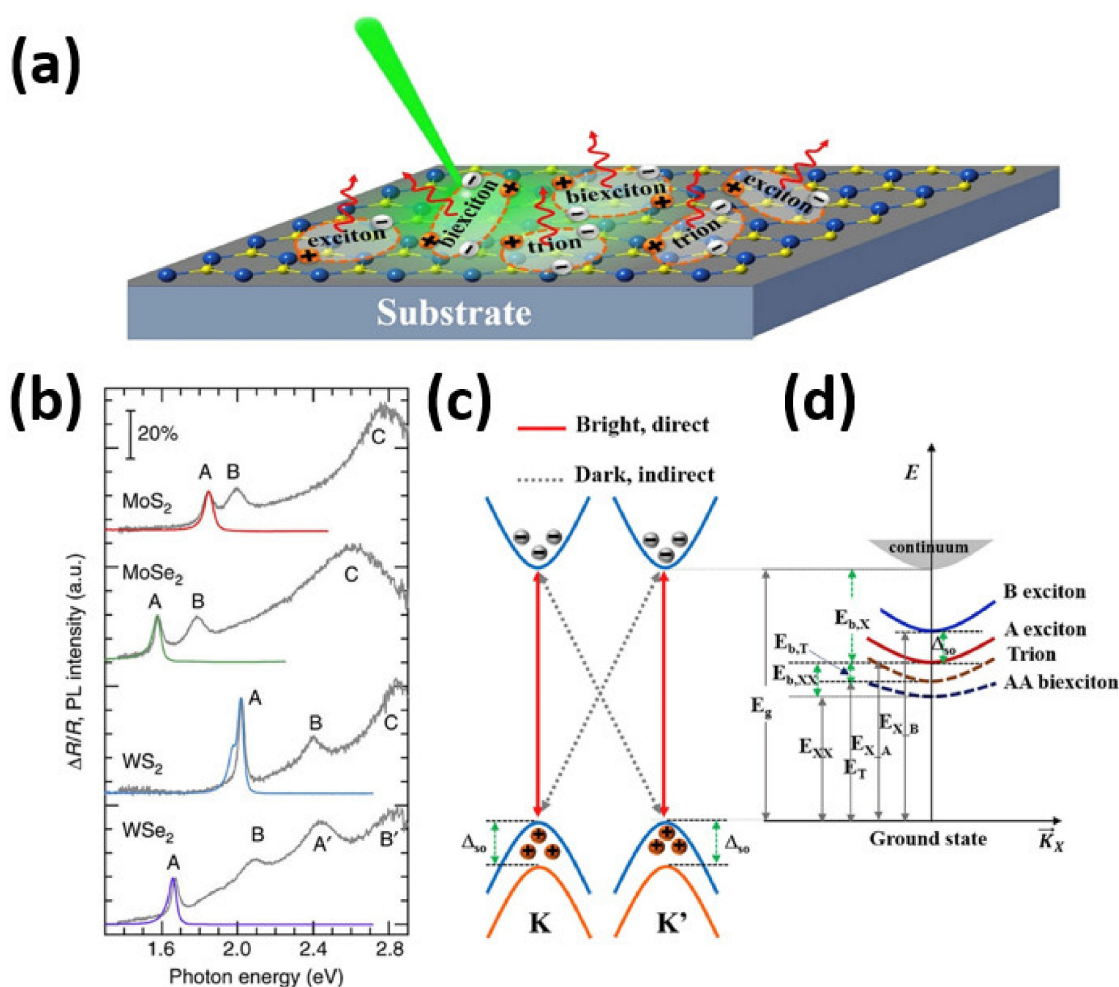 (a)
exciton
biexciton
trion
biexciton
trion
exciton
Substrate
(b)
20%
C
A B
MoS2
MoSe2
C
A
B
A
B
C
WS2
WSe2
B
A′
B′
A
ΔR/R, PL intensity (a.u.)
1.6 2.0 2.4 2.8
Photon energy (eV)
(c)
Bright, direct
Dark, indirect
Δso
Δso
K
K’
(d)
E
continuum
B exciton
A exciton
Trion
AA biexciton
Eb,X
Δso
Eb,T
Eb,XX
Eg
EXX
EX_A
ET
EX_B
Ground state
K⃗X